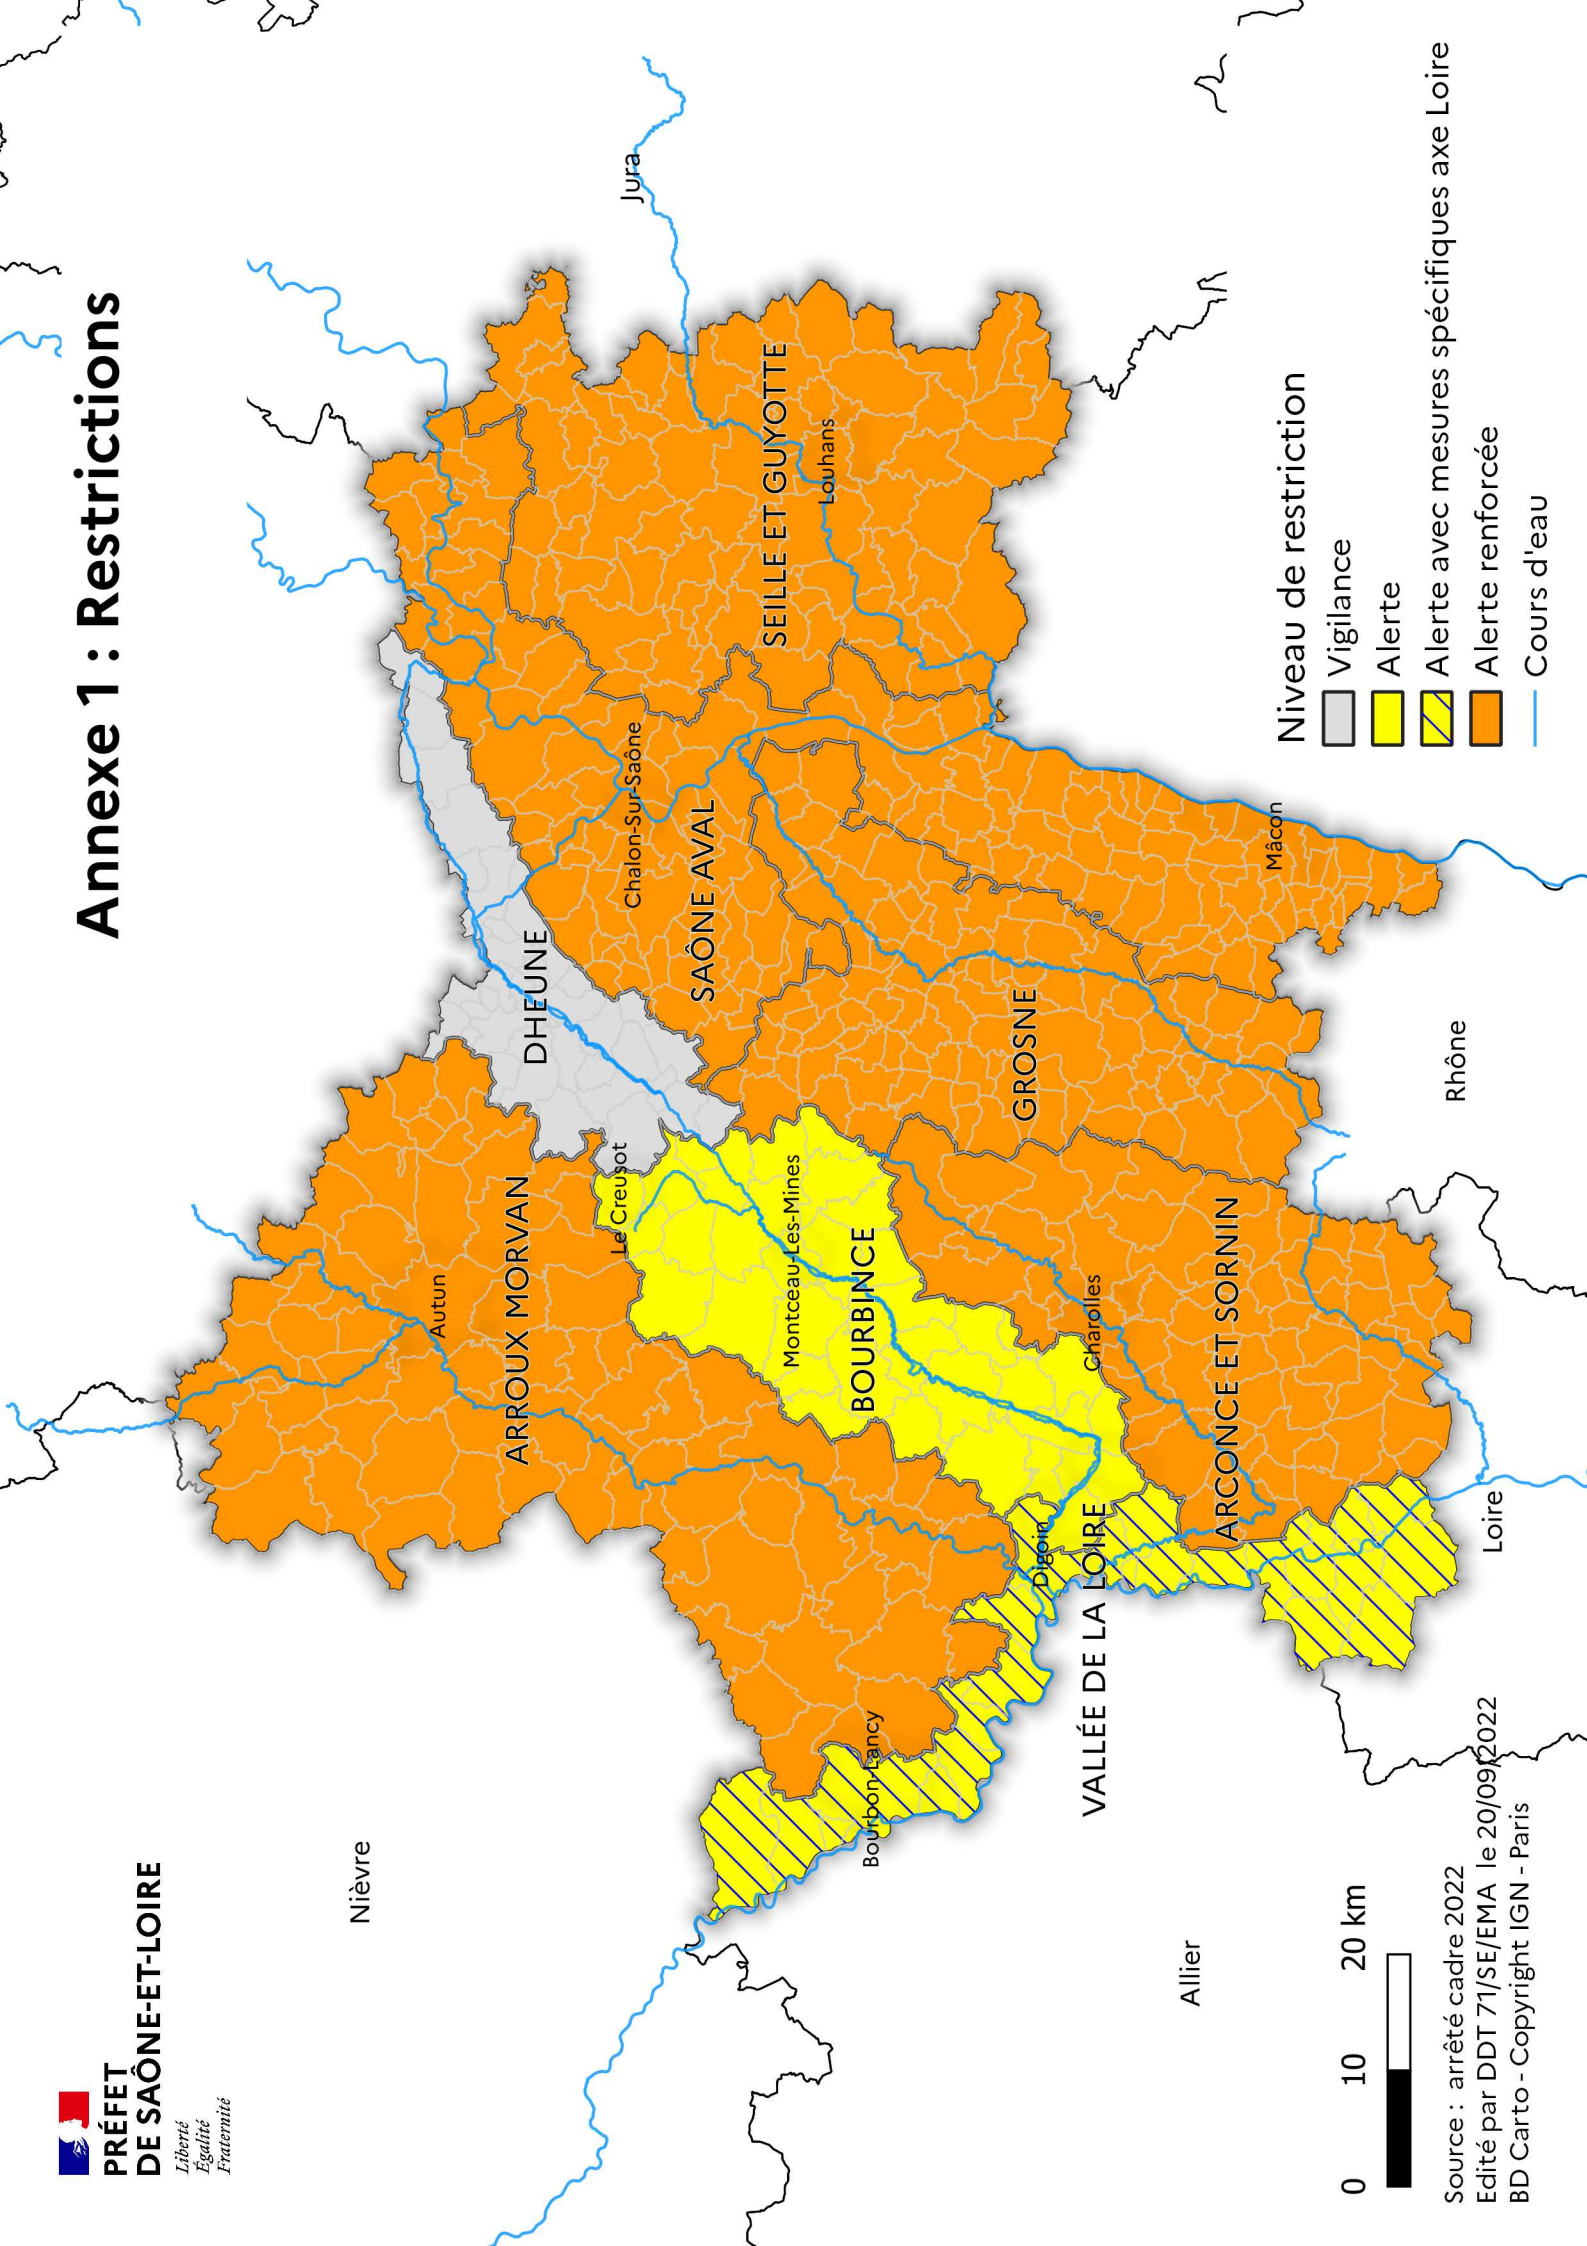 PRÉFET
DE SAÔNE-ET-LOIRE
Liberté
Égalité
Fraternité
Annexe 1 : Restrictions
Nièvre
Jura
Autun
ARROUX MORVAN
DHEUNE
Le Creusot
Chalon-Sur-Saône
SAÔNE AVAL
SEILLE ET GUYOTTE
Louhans
Montceau-Les-Mines
BOURBINCE
Bourbon-Lancy
GROSNE
Digoin
VALLÉE DE LA LOIRE
Charolles
ARCONCE ET SORNIN
Mâcon
Allier
Loire
Rhône
Niveau de restriction
Vigilance
Alerte
Alerte avec mesures spécifiques axe Loire
Alerte renforcée
Cours d'eau
0 10 20 km
Source : arrêté cadre 2022
Edité par DDT 71/SE/EMA le 20/09/2022
BD Carto - Copyright IGN - Paris